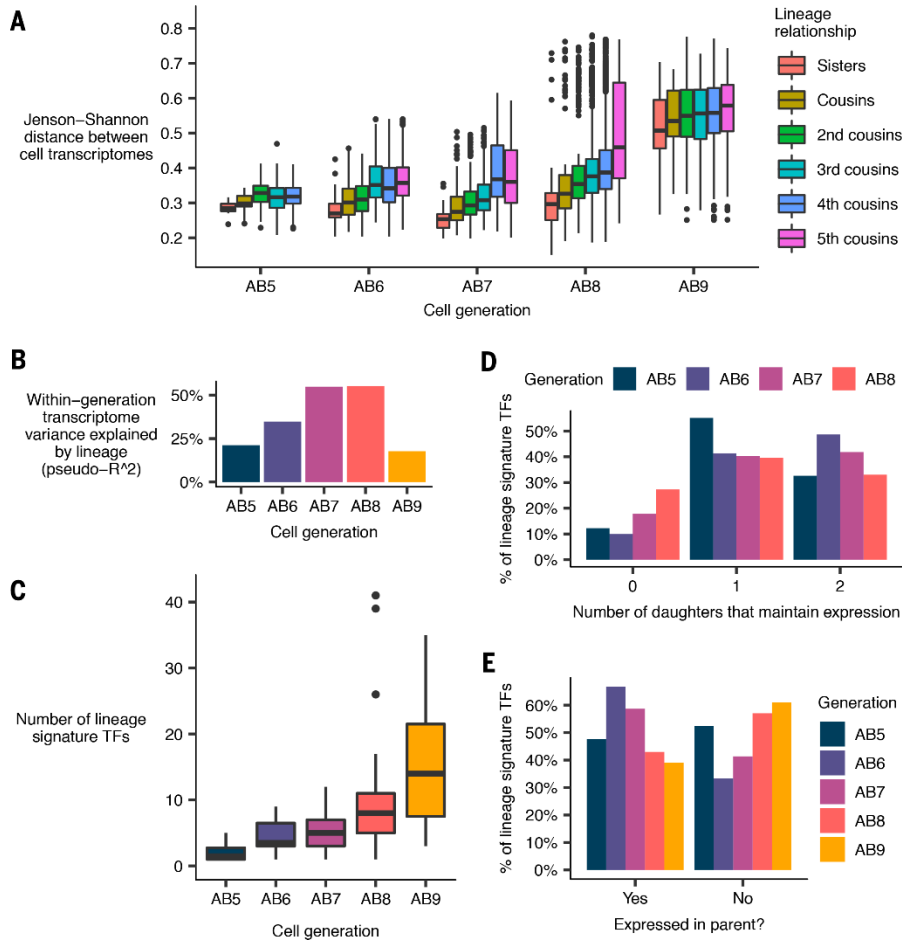 A
Jenson–Shannon
distance between
cell transcriptomes
0.8
0.7
0.6
0.5
0.4
0.3
0.2
AB5 AB6 AB7 AB8 AB9
Cell generation
Lineage
relationship
Sisters
Cousins
2nd cousins
3rd cousins
4th cousins
5th cousins
B
Within–generation
transcriptome
variance explained
by lineage
(pseudo–R^2)
50%
25%
0%
AB5 AB6 AB7 AB8 AB9
Cell generation
C
Number of lineage
signature TFs
40
30
20
10
0
AB5 AB6 AB7 AB8 AB9
Cell generation
D
Generation AB5 AB6 AB7 AB8
% of lineage signature TFs
50%
40%
30%
20%
10%
0%
0 1 2
Number of daughters that maintain expression
E
% of lineage signature TFs
60%
50%
40%
30%
20%
10%
0%
Yes No
Expressed in parent?
Generation
AB5
AB6
AB7
AB8
AB9